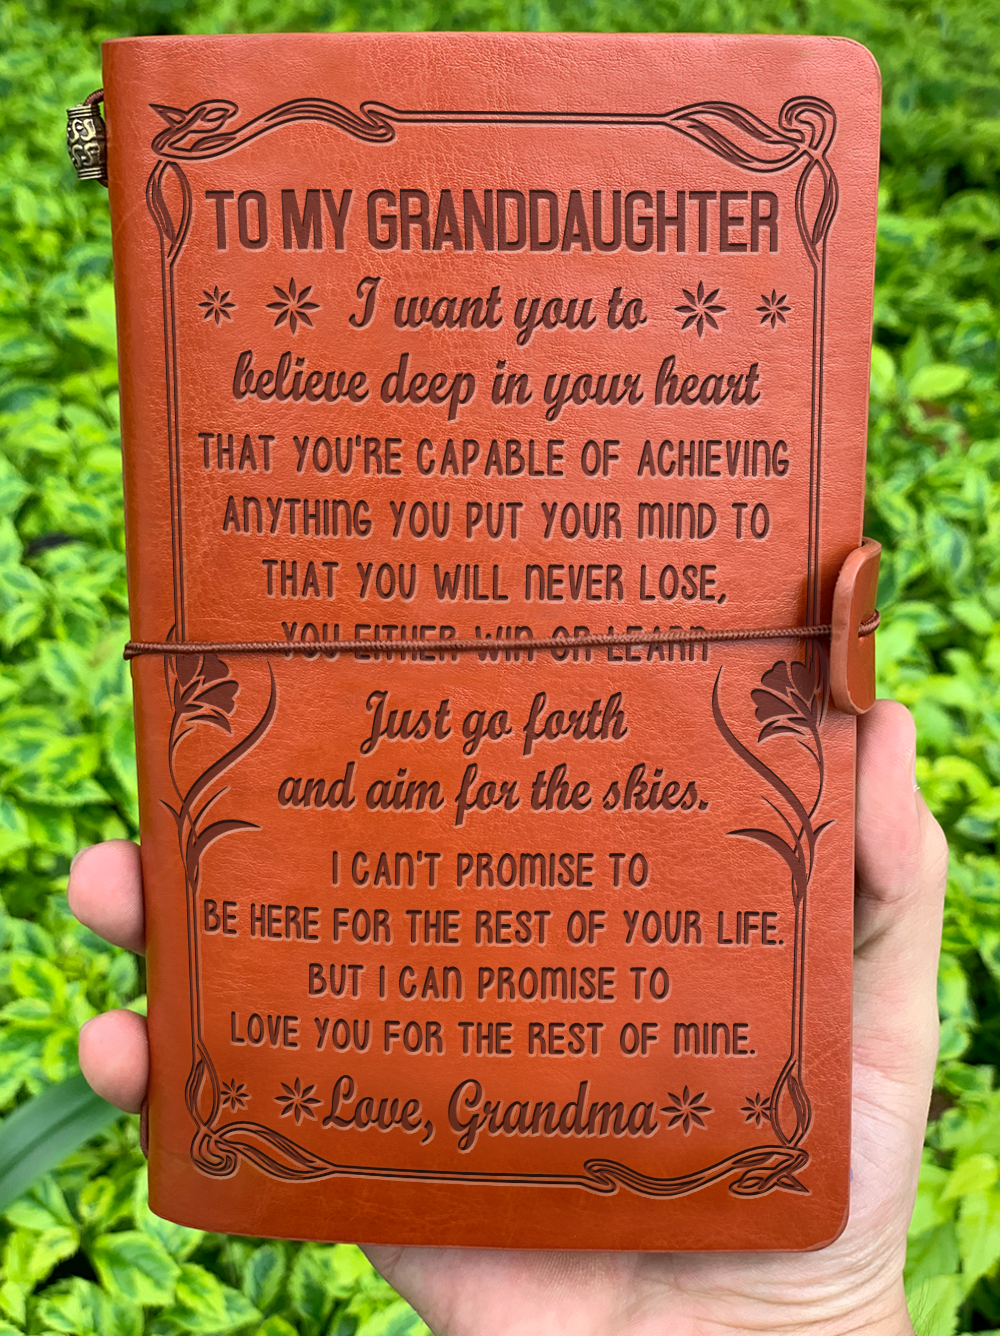 TO MY GRANDDAUGHTER
I want you to
believe deep in your heart
THAT YOU'RE CAPABLE OF ACHIEVING
ANYTHING YOU PUT YOUR MIND TO
THAT YOU WILL NEVER LOSE,
YOU EITHER WIN OR LEARN
Just go forth
and aim for the skies.
I CAN'T PROMISE TO
BE HERE FOR THE REST OF YOUR LIFE.
BUT I CAN PROMISE TO
LOVE YOU FOR THE REST OF MINE.
Love, Grandma